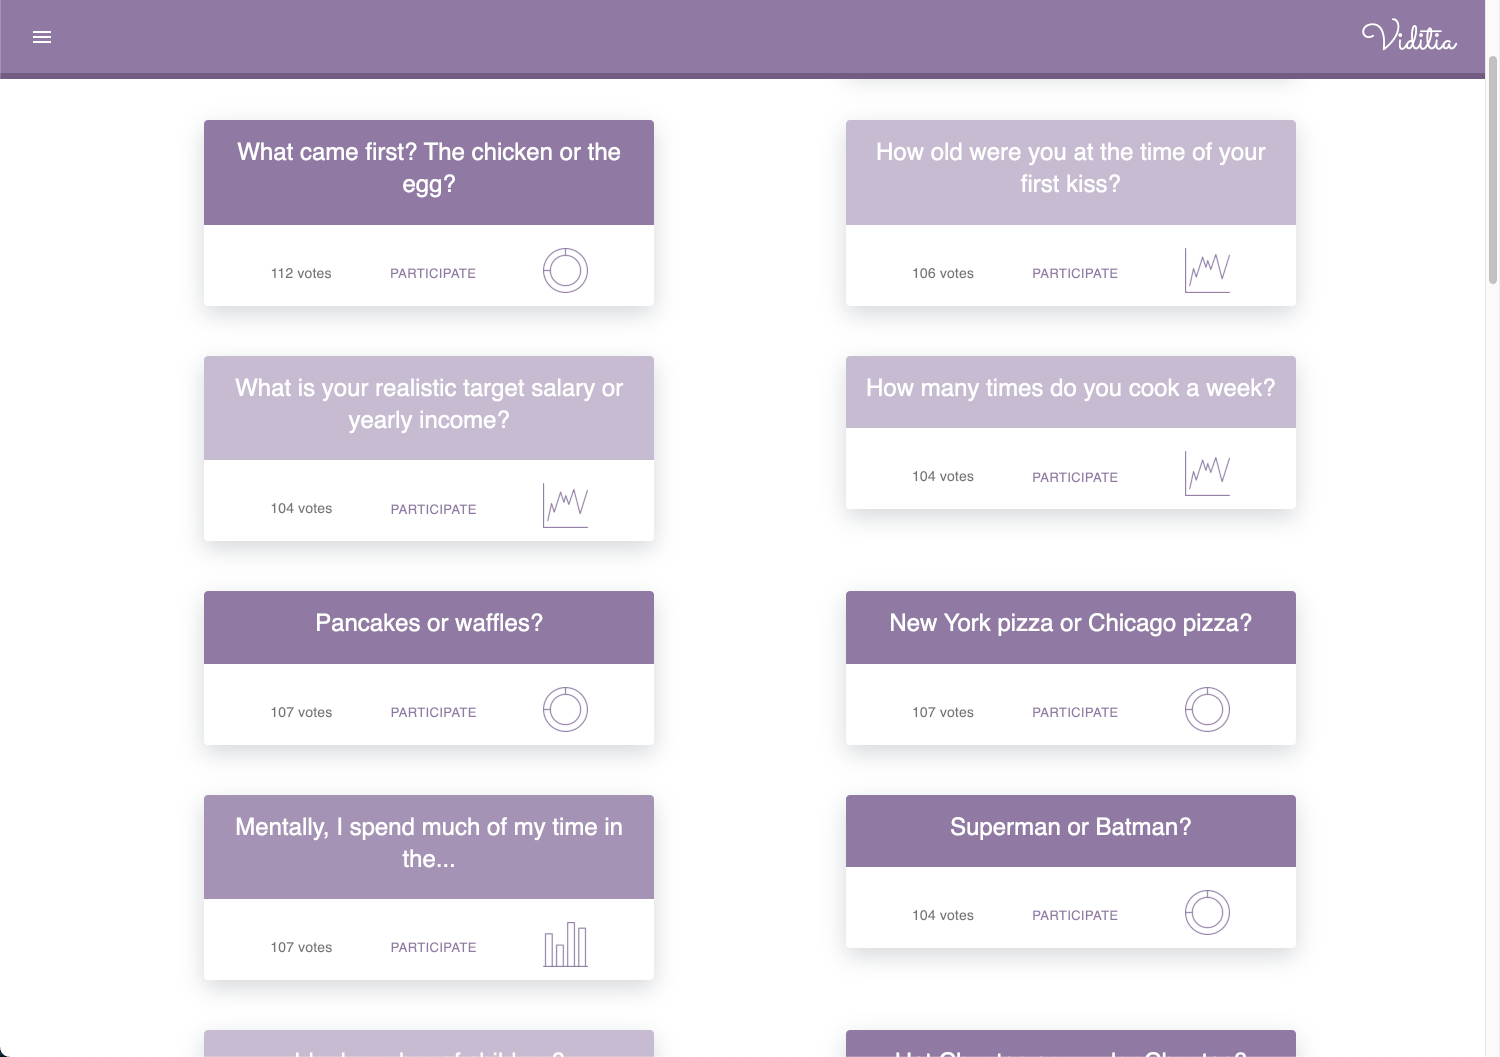 Viditia
What came first? The chicken or the
egg?
112 votes
PARTICIPATE
How old were you at the time of your
first kiss?
106 votes
PARTICIPATE
What is your realistic target salary or
yearly income?
104 votes
PARTICIPATE
How many times do you cook a week?
104 votes
PARTICIPATE
Pancakes or waffles?
107 votes
PARTICIPATE
New York pizza or Chicago pizza?
107 votes
PARTICIPATE
Mentally, I spend much of my time in
the...
107 votes
PARTICIPATE
Superman or Batman?
104 votes
PARTICIPATE